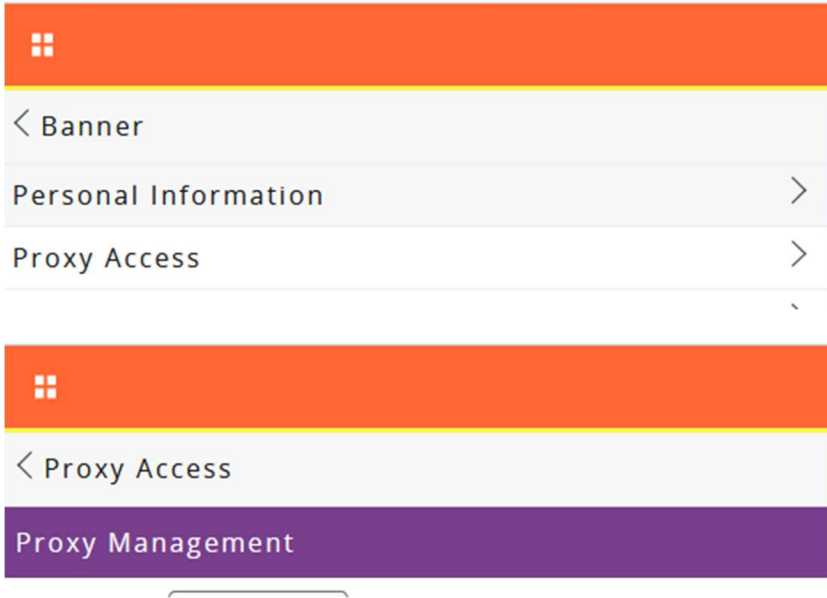 Banner
Personal Information
Proxy Access
Proxy Access
Proxy Management